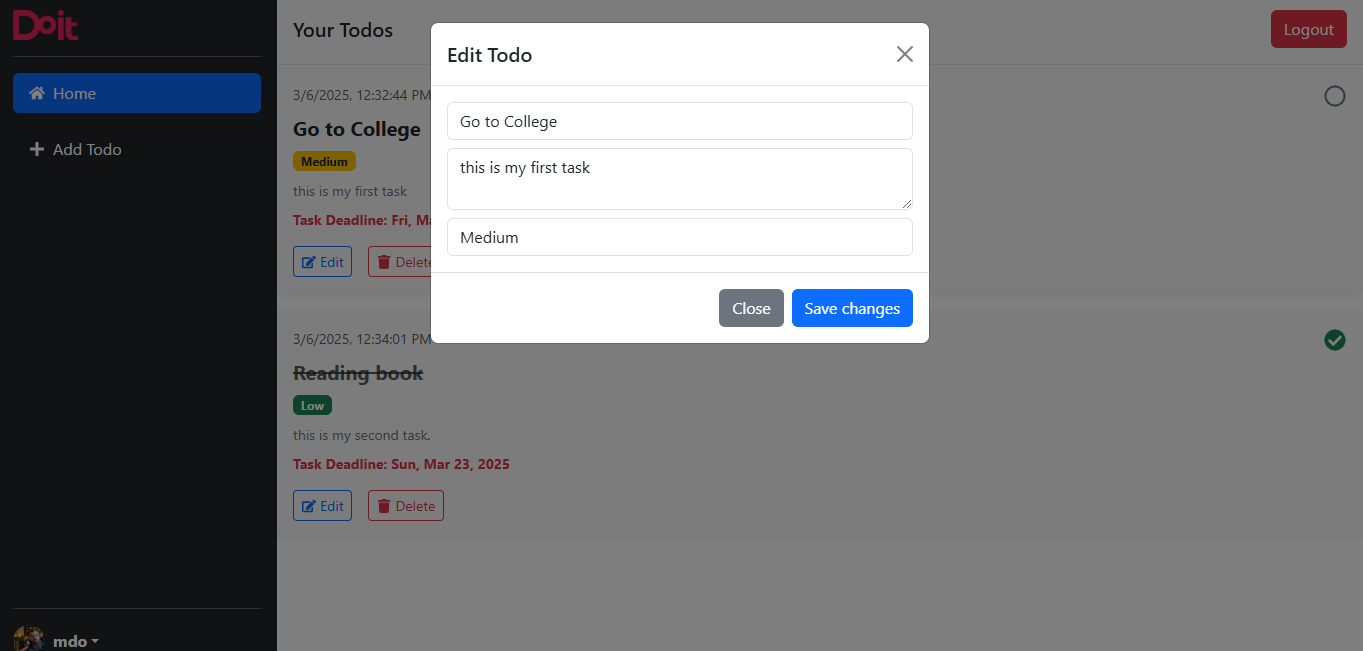 Doit
Home
Add Todo
mdo
Your Todos
Logout
3/6/2025, 12:32:44 PM
Go to College
Medium
this is my first task
Task Deadline: Fri,
Edit
Delete
3/6/2025, 12:34:01 PM
Reading book
Low
this is my second task.
Task Deadline: Sun, Mar 23, 2025
Edit
Delete
Edit Todo
Go to College
this is my first task
Medium
Close
Save changes